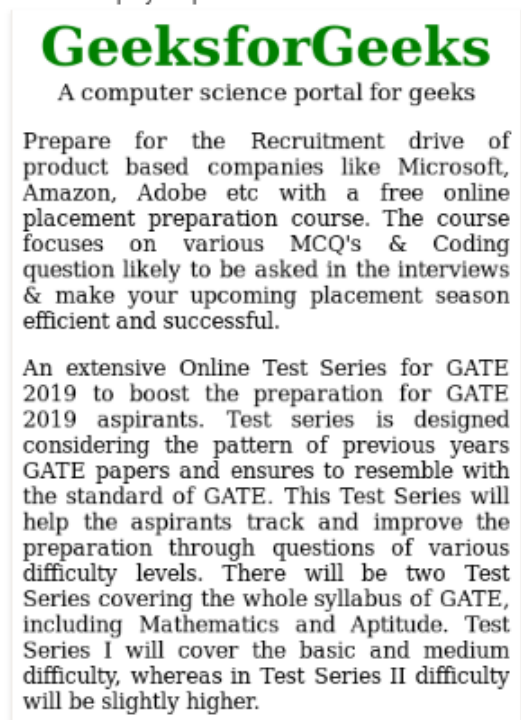 GeeksforGeeks
A computer science portal for geeks
Prepare for the Recruitment drive of
product based companies like Microsoft,
Amazon, Adobe etc with a free online
placement preparation course. The course
focuses on various MCQ's & Coding
question likely to be asked in the interviews
& make your upcoming placement season
efficient and successful.
An extensive Online Test Series for GATE
2019 to boost the preparation for GATE
2019 aspirants. Test series is designed
considering the pattern of previous years
GATE papers and ensures to resemble with
the standard of GATE. This Test Series will
help the aspirants track and improve the
preparation through questions of various
difficulty levels. There will be two Test
Series covering the whole syllabus of GATE,
including Mathematics and Aptitude. Test
Series I will cover the basic and medium
difficulty, whereas in Test Series II difficulty
will be slightly higher.